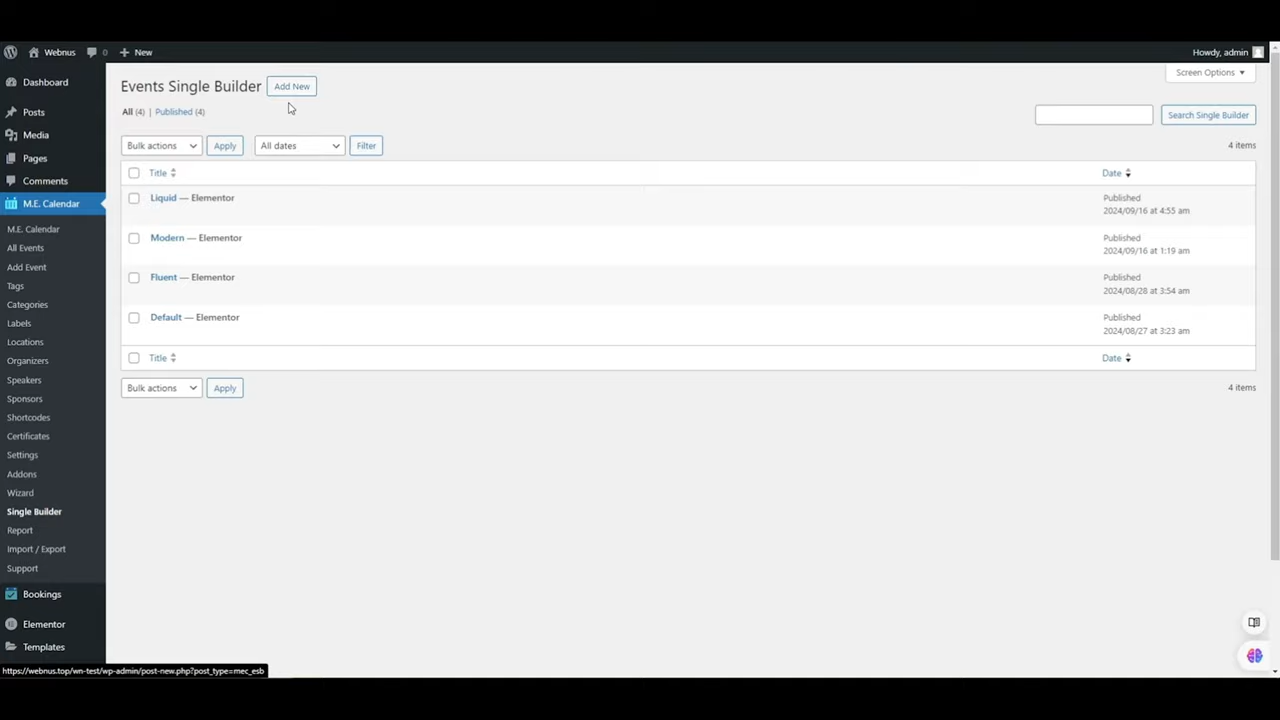 Webnus 0 New Howdy, admin
Dashboard
Posts
Media
Pages
Comments
M.E. Calendar
M.E. Calendar
All Events
Add Event
Tags
Categories
Labels
Locations
Organizers
Speakers
Sponsors
Shortcodes
Certificates
Settings
Addons
Wizard
Single Builder
Report
Import / Export
Support
Bookings
Elementor
Templates
Screen Options
Events Single Builder Add New
All (4) | Published (4)
Search Single Builder
Bulk actions Apply All dates Filter 4 items
Title Date
Liquid — Elementor Published
2024/09/16 at 4:55 am
Modern — Elementor Published
2024/09/16 at 1:19 am
Fluent — Elementor Published
2024/08/28 at 3:54 am
Default — Elementor Published
2024/08/27 at 3:23 am
Title Date
Bulk actions Apply 4 items
https://webnus.top/wn-test/wp-admin/post-new.php?post_type=mec_esb